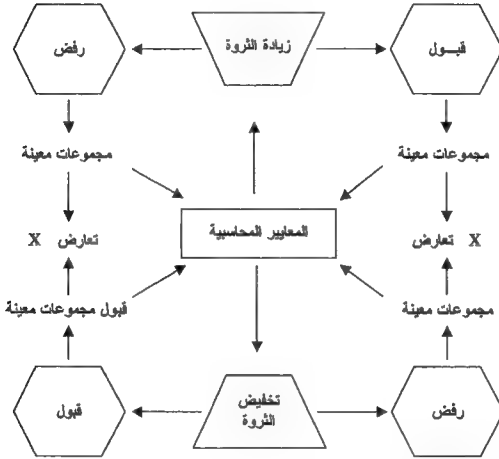 قبـــول
زيادة الثروة
رفض
مجموعات معينة
مجموعات معينة
المعايير المحاسبية
X تعارض
تعارض X
مجموعات معينة
قبول مجموعات معينة
رفض
تخفيض
الثروة
قبول